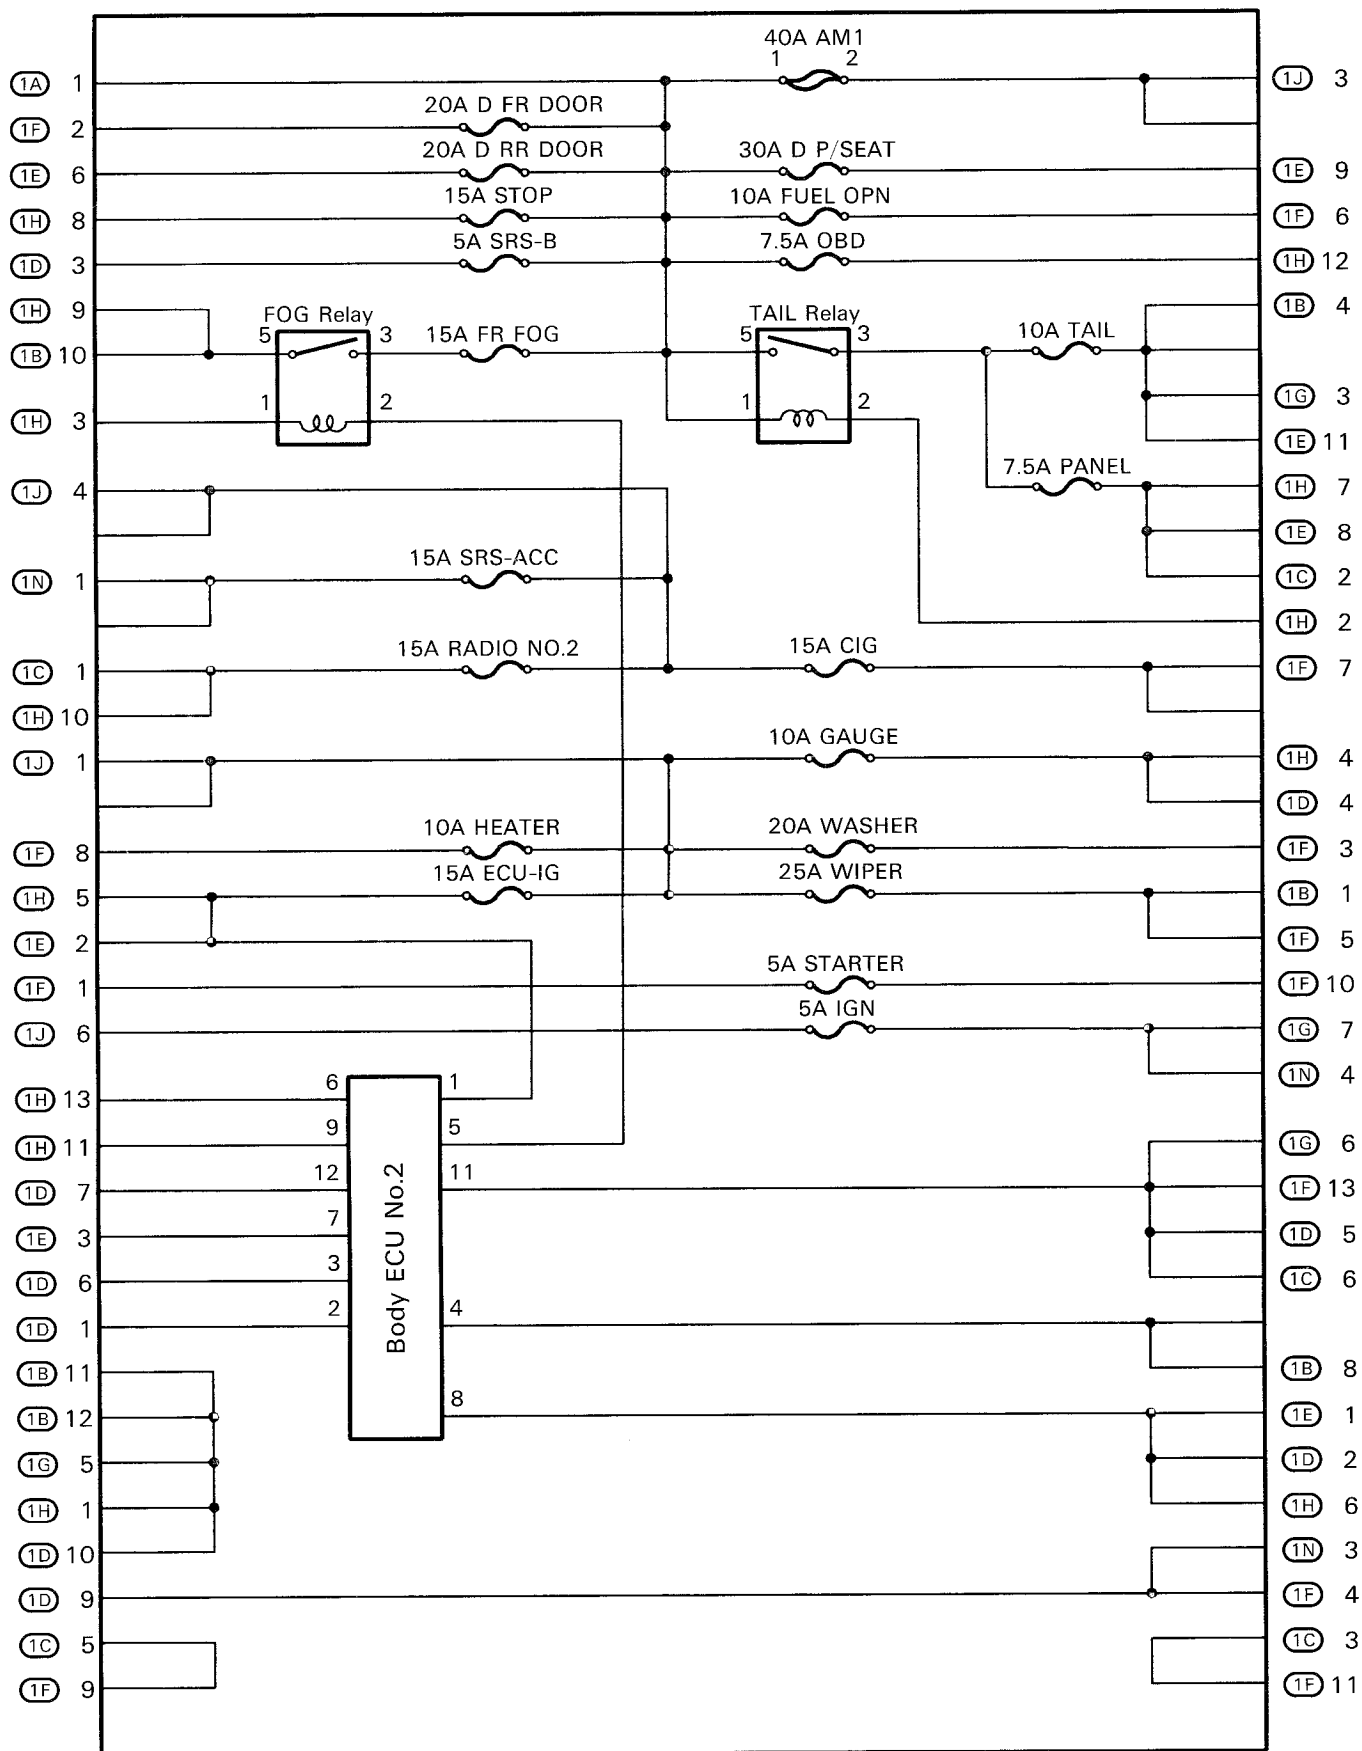 40A AM1
1A 1
1 2
1J 3
20A D FR DOOR
1F 2
20A D RR DOOR
30A D P/SEAT
1E 6
1E 9
15A STOP
10A FUEL OPN
1H 8
1F 6
5A SRS-B
7.5A OBD
1D 3
1H 12
1H 9
1B 4
FOG Relay
TAIL Relay
5 3
15A FR FOG
5 3
10A TAIL
1B 10
1G 3
1 2
1 2
1H 3
1E 11
7.5A PANEL
1J 4
1H 7
1E 8
15A SRS-ACC
1N 1
1C 2
1H 2
15A RADIO NO.2
15A CIG
1C 1
1F 7
1H 10
10A GAUGE
1J 1
1H 4
1D 4
10A HEATER
20A WASHER
1F 8
1F 3
15A ECU-IG
25A WIPER
1H 5
1B 1
1E 2
1F 5
5A STARTER
1F 1
1F 10
5A IGN
1J 6
1G 7
1N 4
6 1
1H 13
9 5
1H 11
1G 6
12 11
1D 7
1F 13
7
1E 3
1D 5
3
1D 6
1C 6
2 4
1D 1
Body ECU No.2
1B 11
1B 8
8
1B 12
1E 1
1G 5
1D 2
1H 1
1H 6
1D 10
1N 3
1D 9
1F 4
1C 5
1C 3
1F 9
1F 11